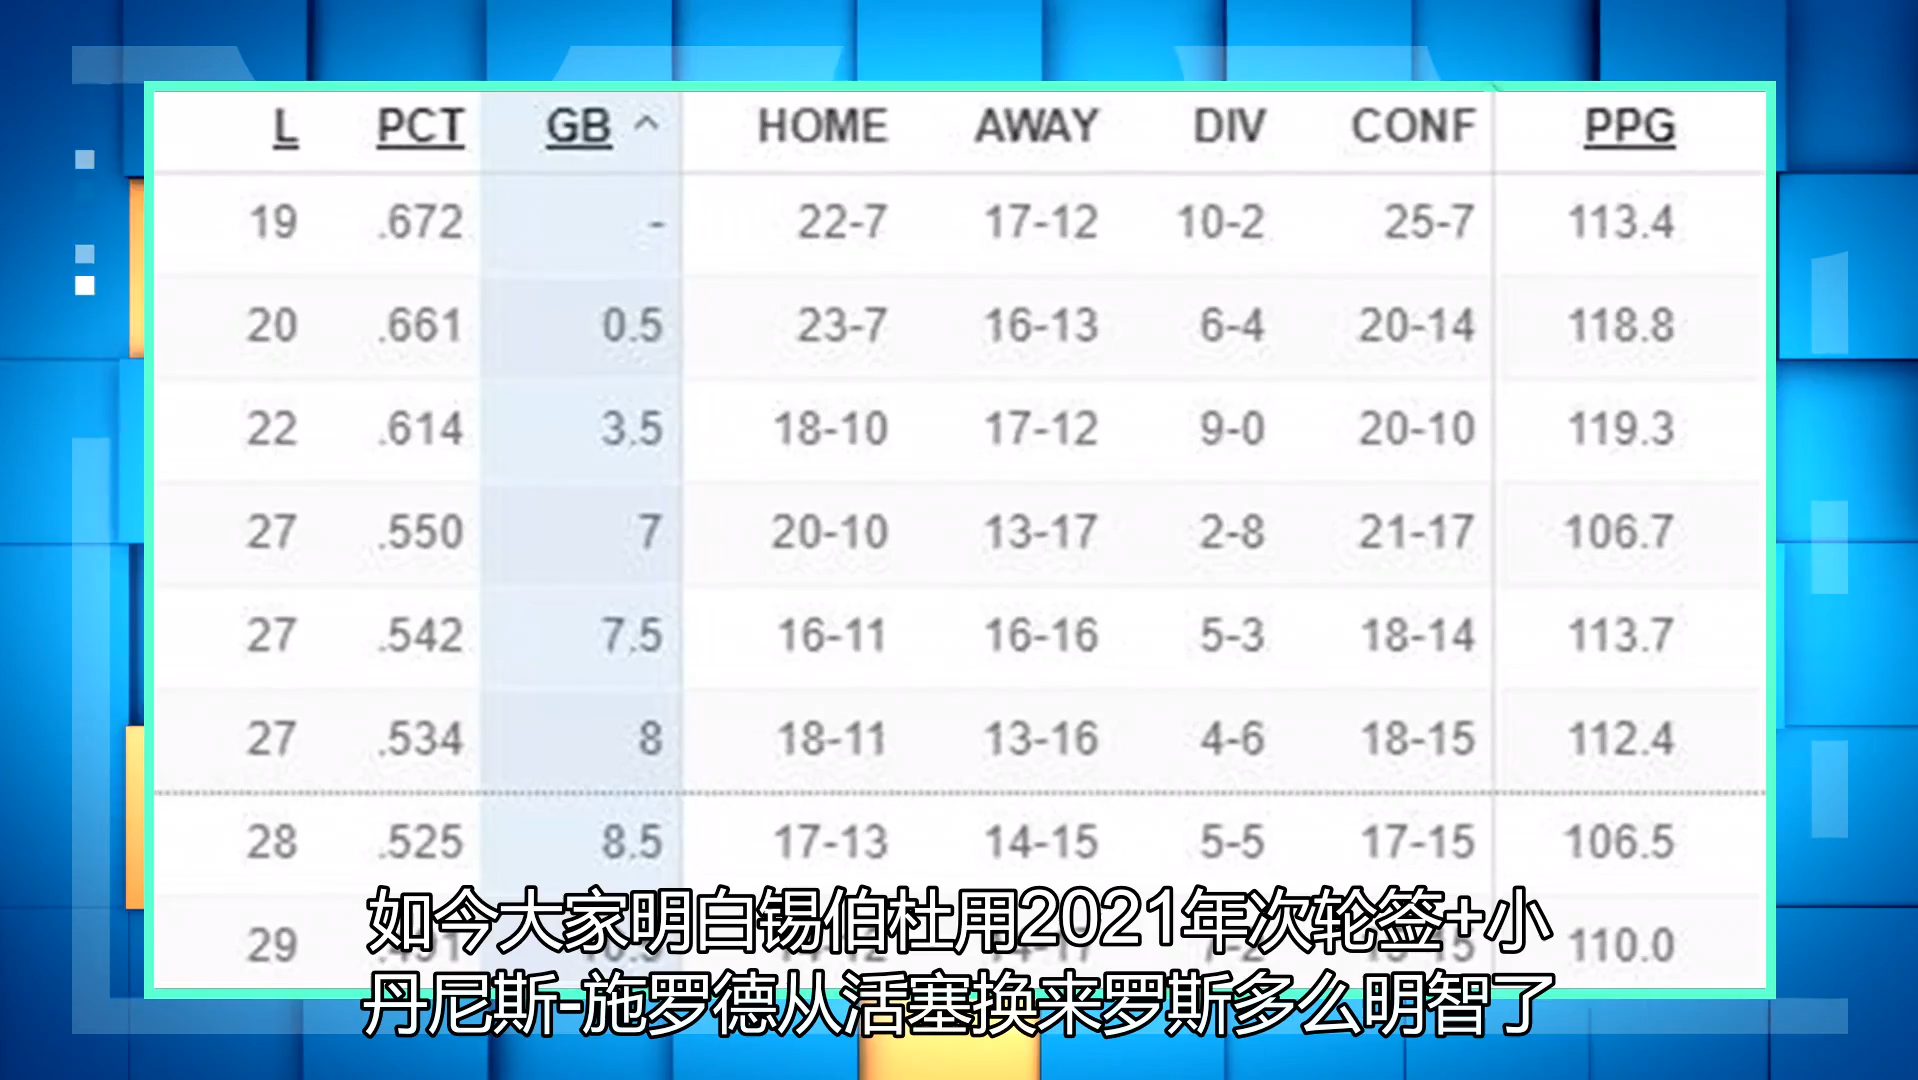 L PCT GB ^ HOME AWAY DIV CONF PPG
19 .672 - 22-7 17-12 10-2 25-7 113.4
20 .661 0.5 23-7 16-13 6-4 20-14 118.8
22 .614 3.5 18-10 17-12 9-0 20-10 119.3
27 .550 7 20-10 13-17 2-8 21-17 106.7
27 .542 7.5 16-11 16-16 5-3 18-14 113.7
27 .534 8 18-11 13-16 4-6 18-15 112.4
28 .525 8.5 17-13 14-15 5-5 17-15 106.5
29 110.0
如今大家明白锡伯杜用2021年次轮签+小
丹尼斯-施罗德从活塞换来罗斯多么明智了